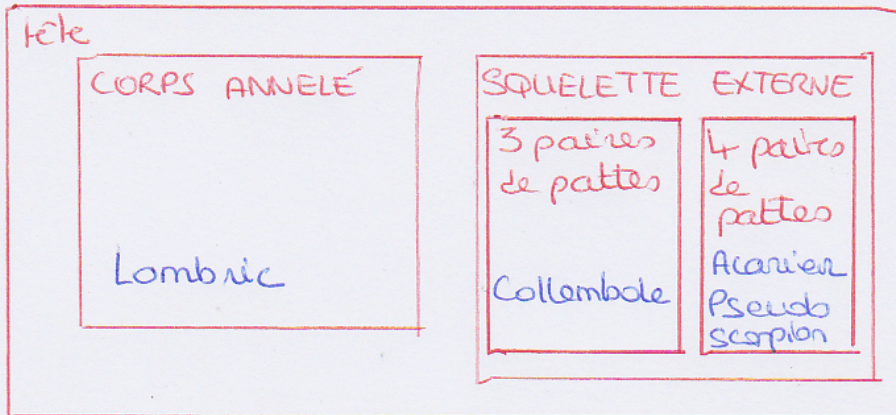 tête
CORPS ANNELÉ
Lombric
SQUELETTE EXTERNE
3 paires
de pattes
Collembole
4 paires
de
pattes
Acarien
Pseudo
scorpion